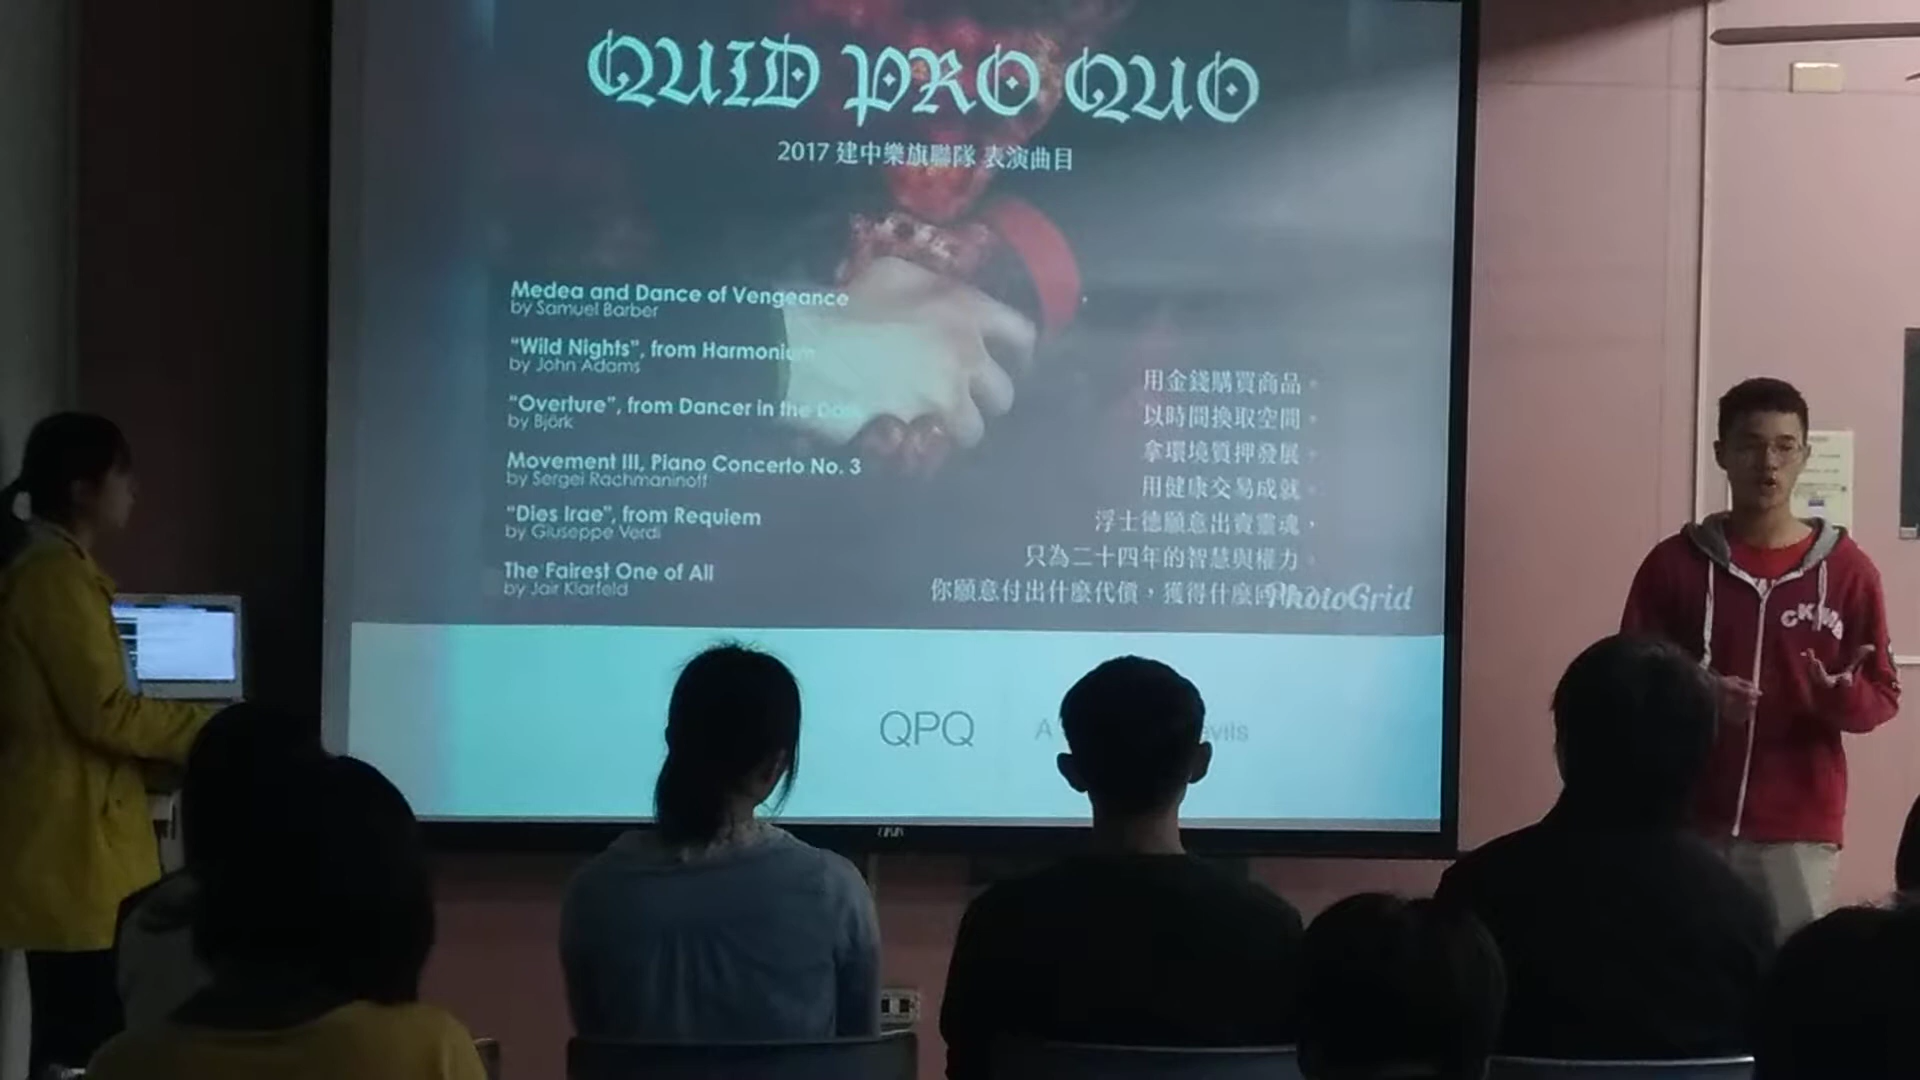 QUID PRO QUO
2017 建中樂旗聯隊 表演曲目
Medea and Dance of Vengeance
by Samuel Barber
"Wild Nights", from Harmonium
by John Adams
"Overture", from Dancer in the Dark
by Björk
Movement III, Piano Concerto No. 3
by Sergei Rachmaninoff
"Dies Irae", from Requiem
by Giuseppe Verdi
The Fairest One of All
by Jair Klarfeld
用金錢購買商品。
以時間換取空間。
拿環境質押發展。
用健康交易成就。
浮士德願意出賣靈魂，
只為二十四年的智慧與權力。
你願意付出什麼代價，獲得什麼回
PhotoGrid
QPQ
A
evils